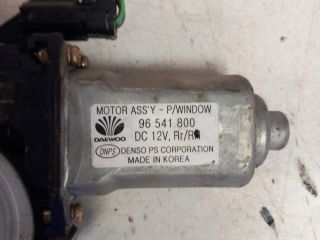 MOTOR ASS'Y - P/WINDOW
96 541 800
DAEWOO
DC 12V, Rr/RH
DNPS DENSO PS CORPORATION
MADE IN KOREA